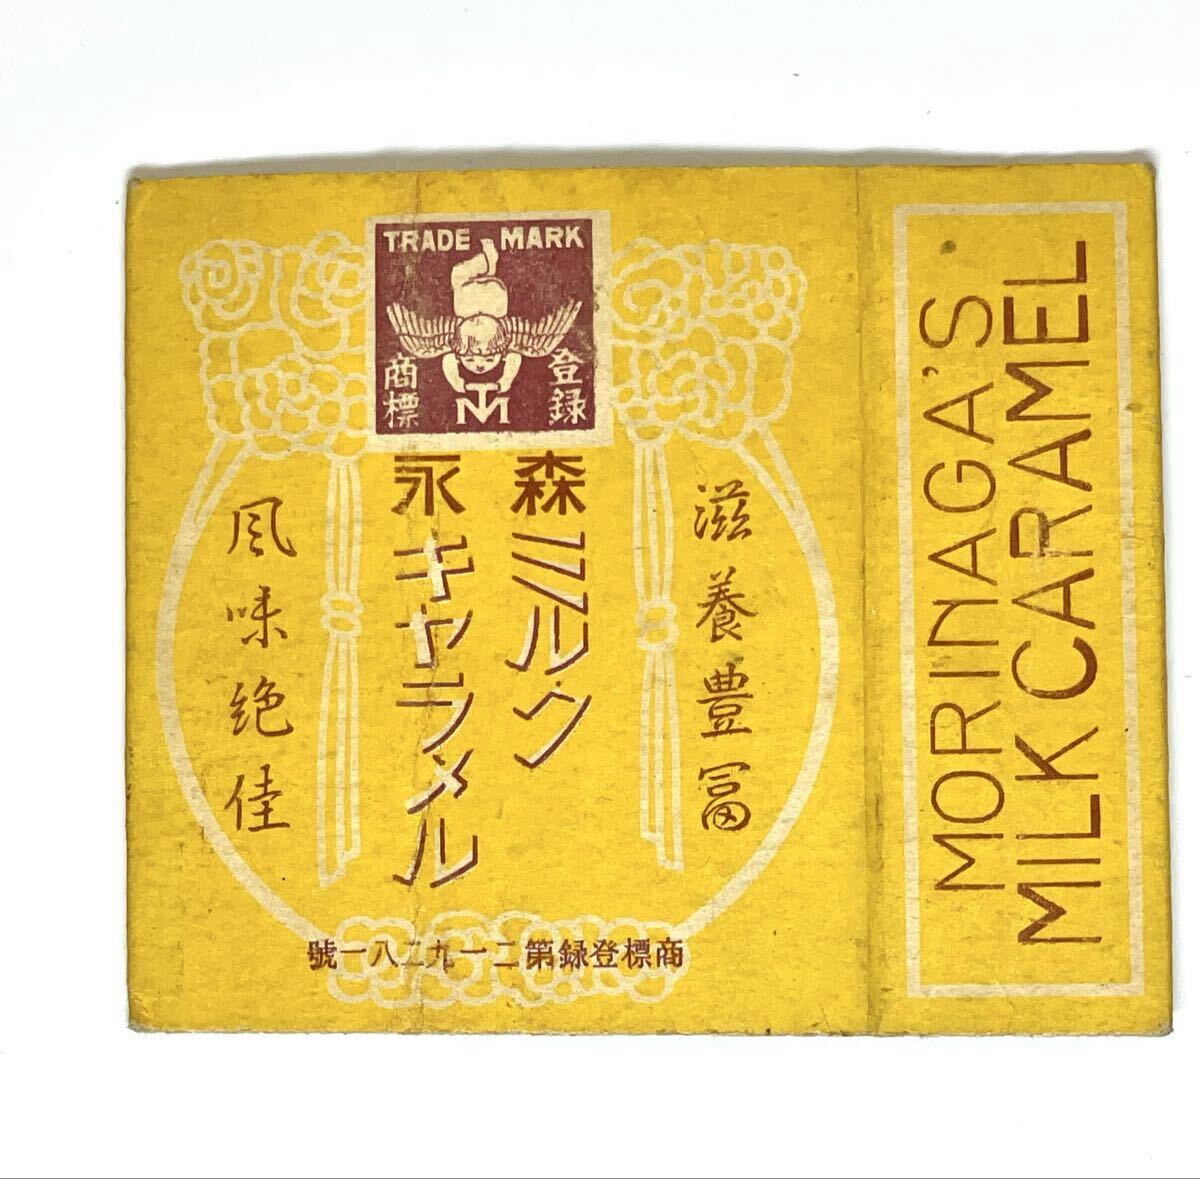 TRADE MARK
登録
商標
TM
滋養豊冨
森永
ミルク
キャラメル
風味絶佳
商標登録第二一九二八一號
MORINAGA'S
MILK CARAMEL